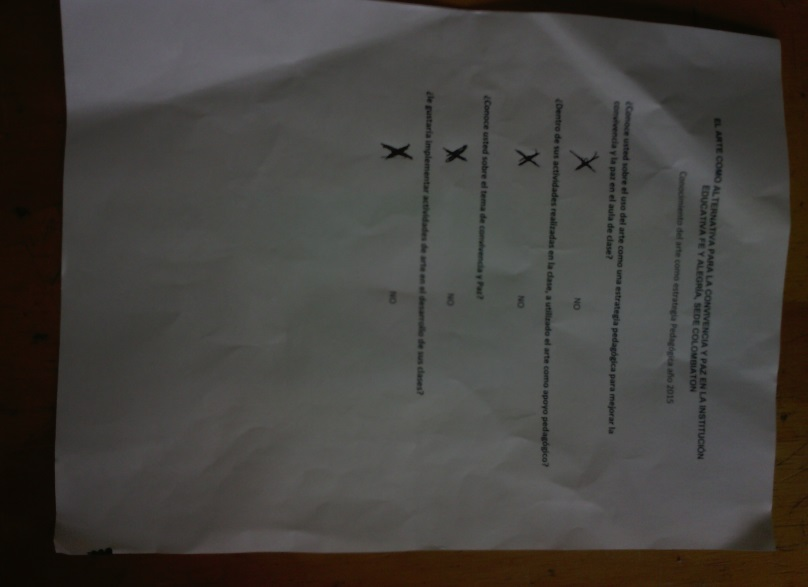 EL ARTE COMO ALTERNATIVA PARA LA CONVIVENCIA Y PAZ EN LA INSTITUCIÓN
EDUCATIVA FE Y ALEGRÍA, SEDE COLOMBIATON
Conocimiento del arte como estrategia Pedagógica año 2015
¿Conoce usted sobre el uso del arte como una estrategia pedagógica para mejorar la
convivencia y la paz en el aula de clase?
X NO
¿Dentro de sus actividades realizadas en la clase, a utilizado el arte como apoyo pedagógico?
X NO
¿Conoce usted sobre el tema de convivencia y Paz?
X NO
¿le gustaría implementar actividades de arte en el desarrollo de sus clases?
X NO